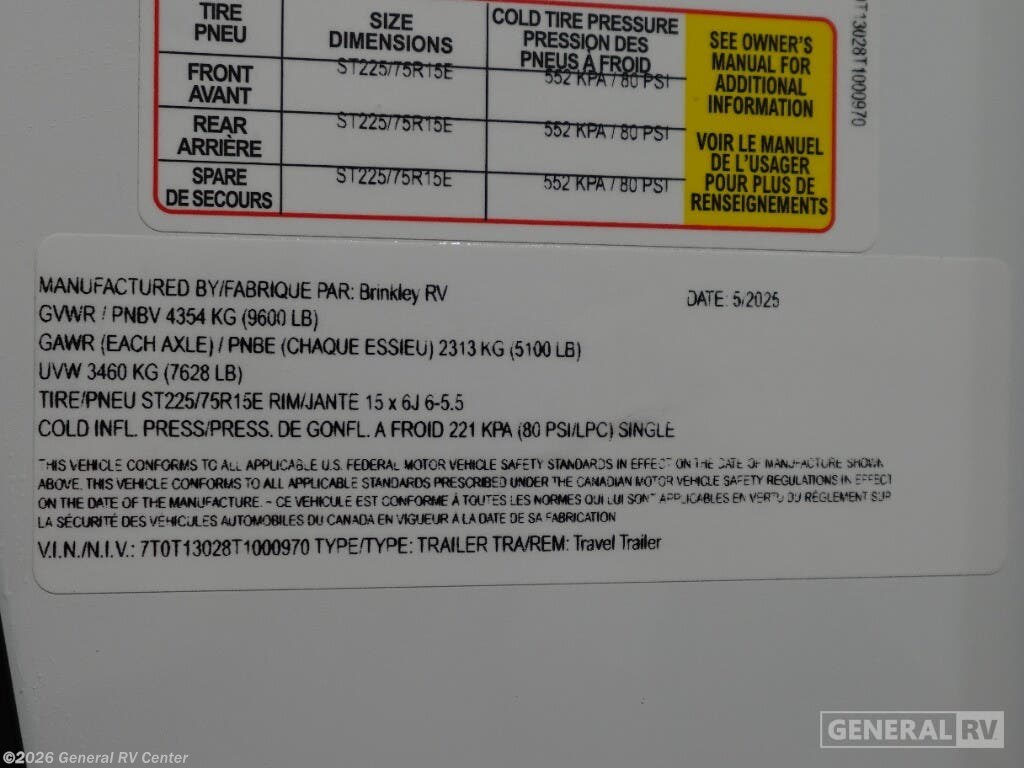 TIRE PNEU
SIZE DIMENSIONS
COLD TIRE PRESSURE PRESSION DES PNEUS A FROID
SEE OWNER'S MANUAL FOR ADDITIONAL INFORMATION
VOIR LE MANUEL DE L'USAGER POUR PLUS DE RENSEIGNEMENTS
FRONT AVANT
ST225/75R15E
552 KPA / 80 PSI
REAR ARRIÈRE
ST225/75R15E
552 KPA / 80 PSI
SPARE DE SECOURS
ST225/75R15E
552 KPA / 80 PSI
T13028T1000970
MANUFACTURED BY/FABRIQUE PAR: Brinkley RV
DATE: 5/2025
GVWR / PNBV 4354 KG (9600 LB)
GAWR (EACH AXLE) / PNBE (CHAQUE ESSIEU) 2313 KG (5100 LB)
UVW 3460 KG (7628 LB)
TIRE/PNEU ST225/75R15E RIM/JANTE 15 x 6J 6-5.5
COLD INFL. PRESS/PRESS. DE GONFL. A FROID 221 KPA (80 PSI/LPC) SINGLE
THIS VEHICLE CONFORMS TO ALL APPLICABLE U.S. FEDERAL MOTOR VEHICLE SAFETY STANDARDS IN EFFECT ON THE DATE OF MANUFACTURE SHOWN
ABOVE. THIS VEHICLE CONFORMS TO ALL APPLICABLE STANDARDS PRESCRIBED UNDER THE CANADIAN MOTOR VEHICLE SAFETY REGULATIONS IN EFFECT
ON THE DATE OF THE MANUFACTURE. - CE VEHICULE EST CONFORME À TOUTES LES NORMES QUI LUI SONT APPLICABLES EN VERTU DU RÉGLEMENT SUR
LA SÉCURITÉ DES VÉHICULES AUTOMOBILES DU CANADA EN VIGUEUR A LA DATE DE SA FABRICATION
V.I.N./N.I.V.: 7T0T13028T1000970 TYPE/TYPE: TRAILER TRA/REM: Travel Trailer
GENERAL RV
©2026 General RV Center